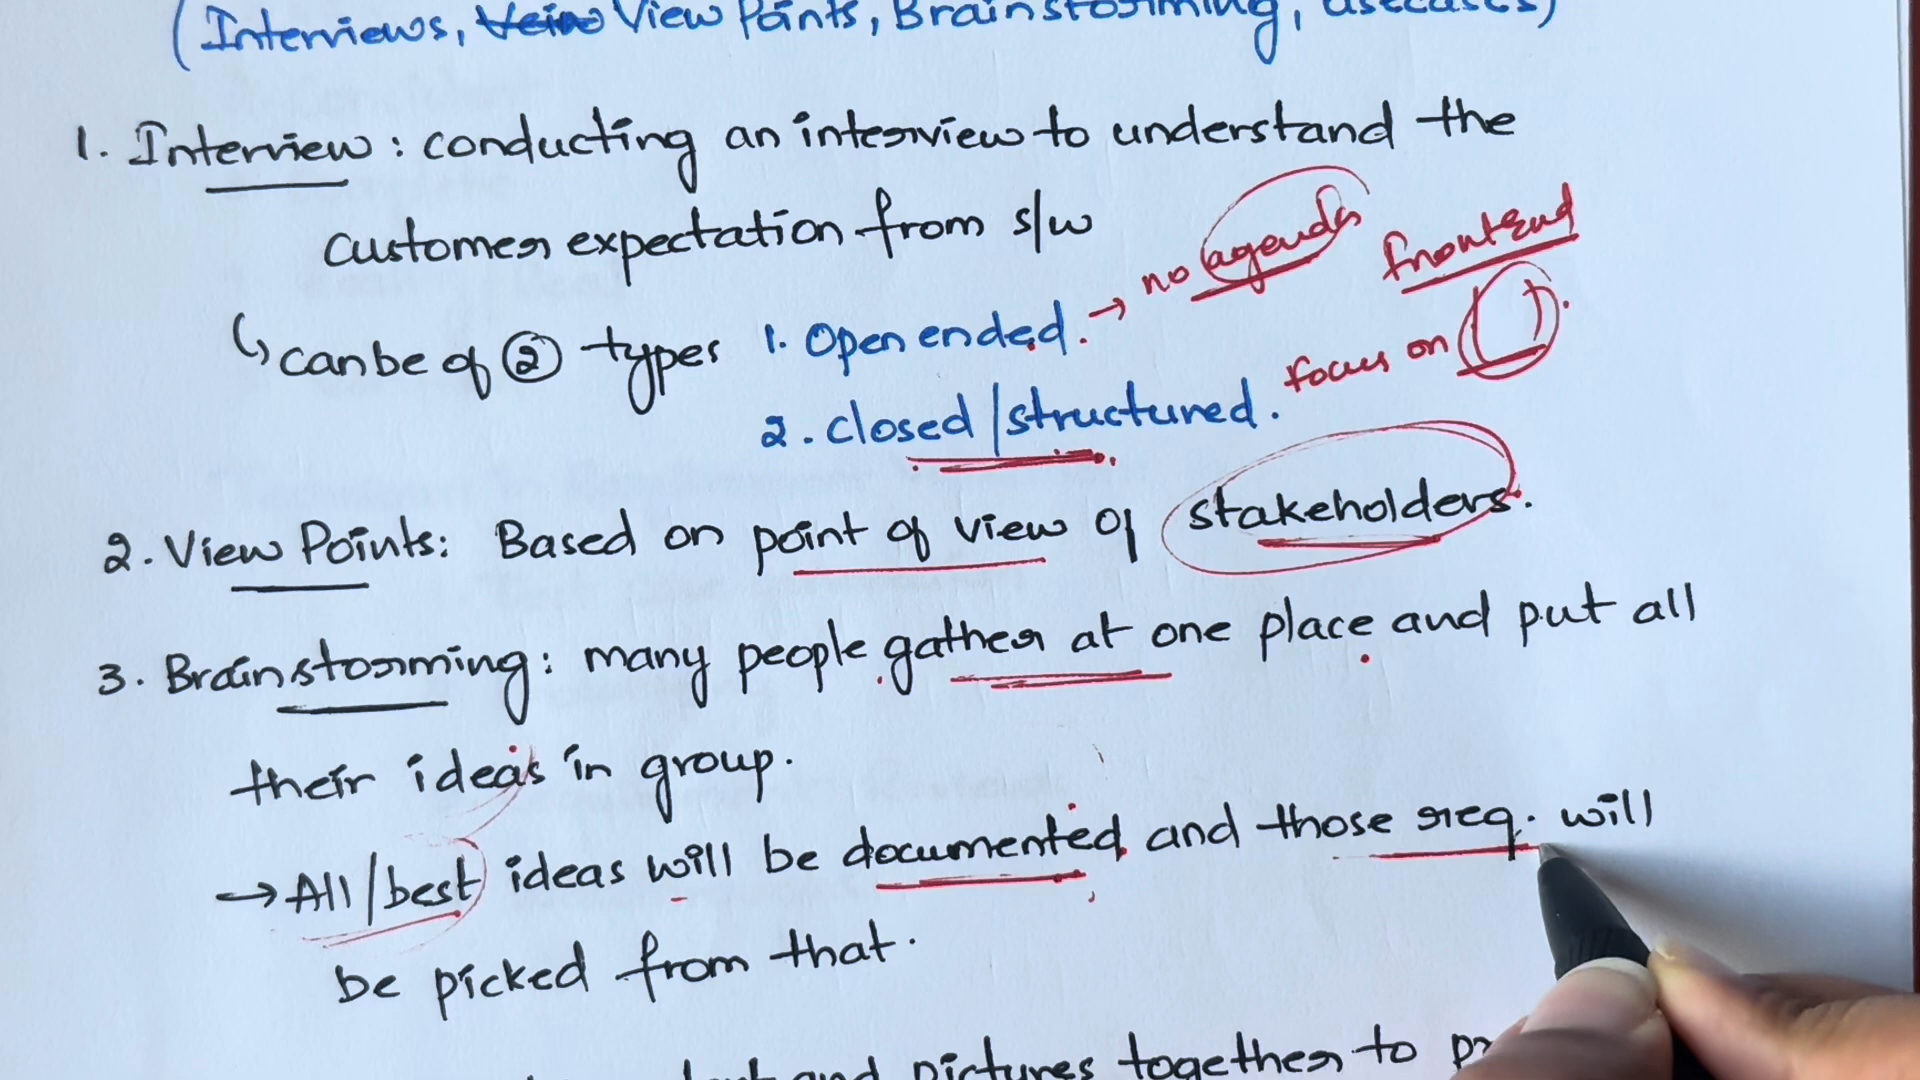 (Interviews, View Points, Brainstorming, usecases)
1. Interview: conducting an interview to understand the
customer expectation from s/w
no agenda
frontend
↳ can be of ② types 1. Open ended. →
focus on ( ).
2. closed/structured.
2. View Points: Based on point of view of stakeholders.
3. Brainstorming: many people gather at one place and put all
their ideas in group.
→ All/best ideas will be documented and those req. will
be picked from that.
and pictures together to